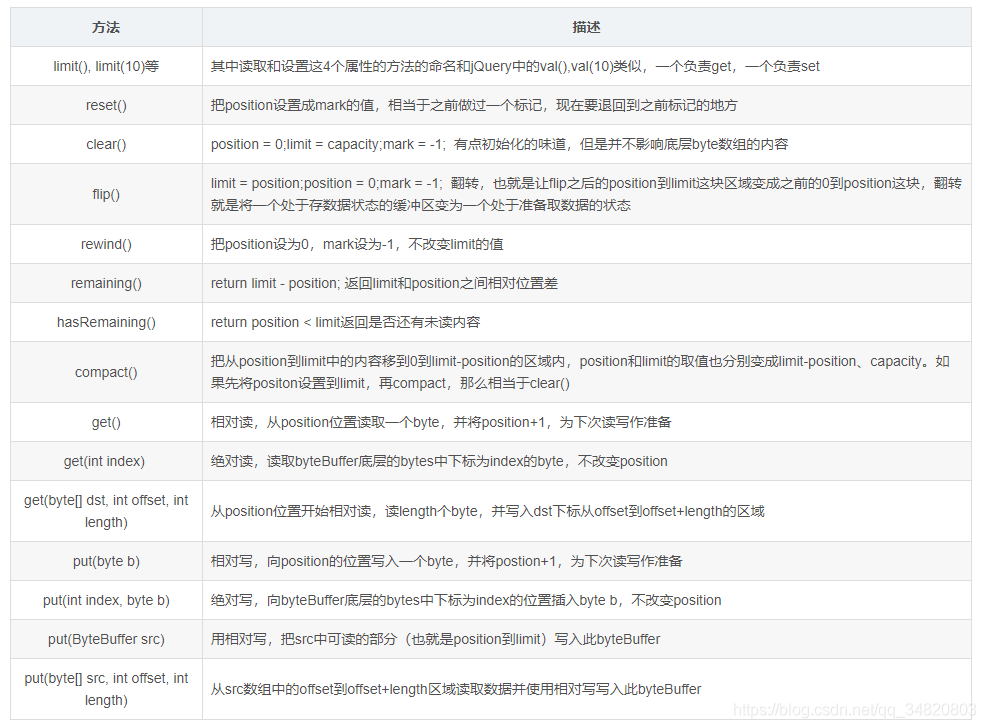 方法 描述
limit(), limit(10)等 其中读取和设置这4个属性的方法的命名和jQuery中的val(),val(10)类似，一个负责get，一个负责set
reset() 把position设置成mark的值，相当于之前做过一个标记，现在要退回到之前标记的地方
clear() position = 0;limit = capacity;mark = -1; 有点初始化的味道，但是并不影响底层byte数组的内容
flip() limit = position;position = 0;mark = -1; 翻转，也就是让flip之后的position到limit这块区域变成之前的0到position这块，翻转
就是将一个处于存数据状态的缓冲区变为一个处于准备取数据的状态
rewind() 把position设为0，mark设为-1，不改变limit的值
remaining() return limit - position; 返回limit和position之间相对位置差
hasRemaining() return position < limit返回是否还有未读内容
compact() 把从position到limit中的内容移到0到limit-position的区域内，position和limit的取值也分别变成limit-position、capacity。如
果先将positon设置到limit，再compact，那么相当于clear()
get() 相对读，从position位置读取一个byte，并将position+1，为下次读写作准备
get(int index) 绝对读，读取byteBuffer底层的bytes中下标为index的byte，不改变position
get(byte[] dst, int offset, int
length) 从position位置开始相对读，读length个byte，并写入dst下标从offset到offset+length的区域
put(byte b) 相对写，向position的位置写入一个byte，并将postion+1，为下次读写作准备
put(int index, byte b) 绝对写，向byteBuffer底层的bytes中下标为index的位置插入byte b，不改变position
put(ByteBuffer src) 用相对写，把src中可读的部分（也就是position到limit）写入此byteBuffer
put(byte[] src, int offset, int
length) 从src数组中的offset到offset+length区域读取数据并使用相对写写入此byteBuffer
https://blog.csdn.net/qq_34820803